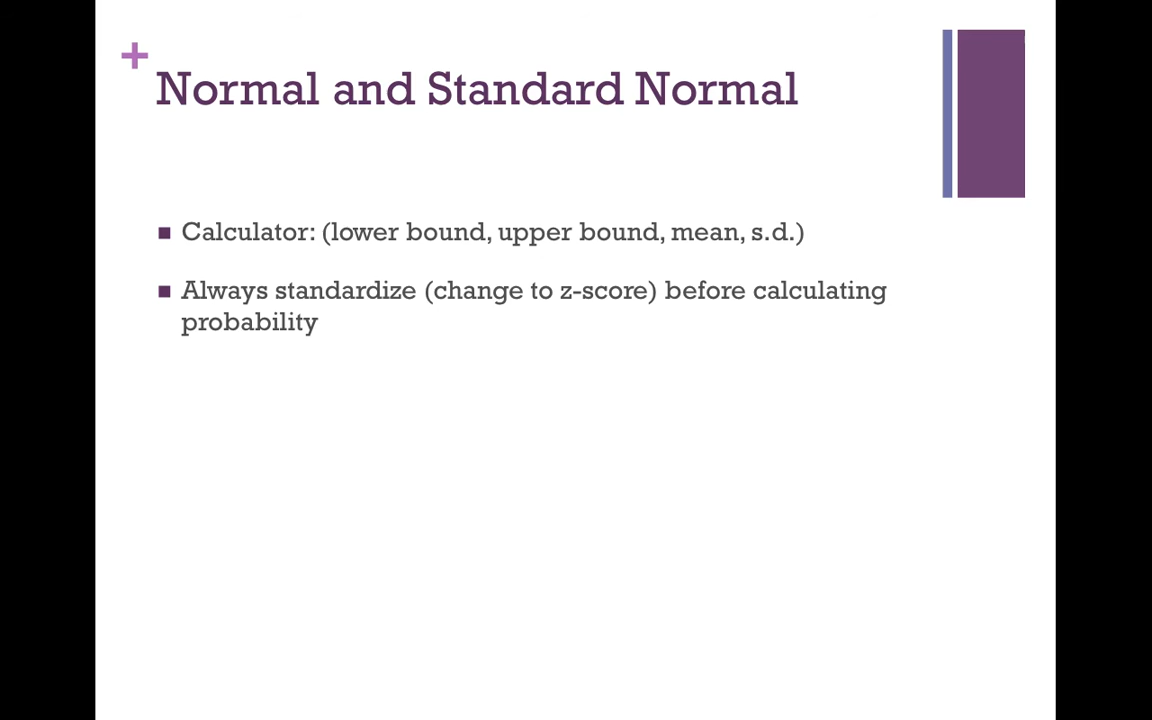 +
Normal and Standard Normal
■ Calculator: (lower bound, upper bound, mean, s.d.)
■ Always standardize (change to z-score) before calculating
probability